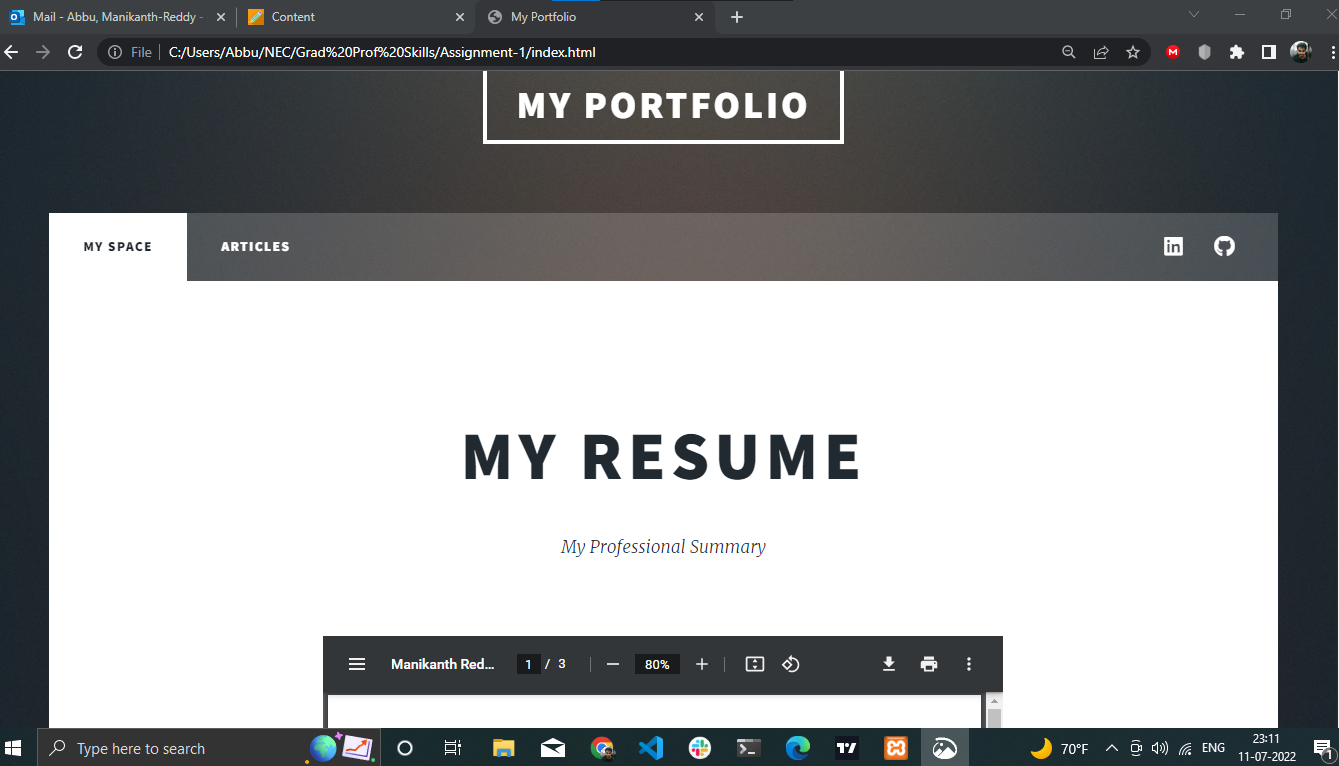 Mail - Abbu, Manikanth-Reddy -
Content
My Portfolio
File
C:/Users/Abbu/NEC/Grad%20Prof%20Skills/Assignment-1/index.html
MY PORTFOLIO
MY SPACE
ARTICLES
MY RESUME
My Professional Summary
Manikanth Red...
1 / 3
80%
Type here to search
70°F
ENG
23:11
11-07-2022
1